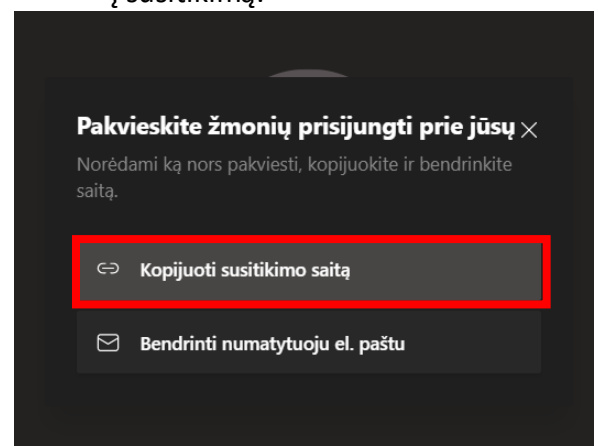 į susitikimą.
Pakvieskite žmonių prisijungti prie jūsų
Norėdami ką nors pakviesti, kopijuokite ir bendrinkite
saitą.
Kopijuoti susitikimo saitą
Bendrinti numatytuoju el. paštu